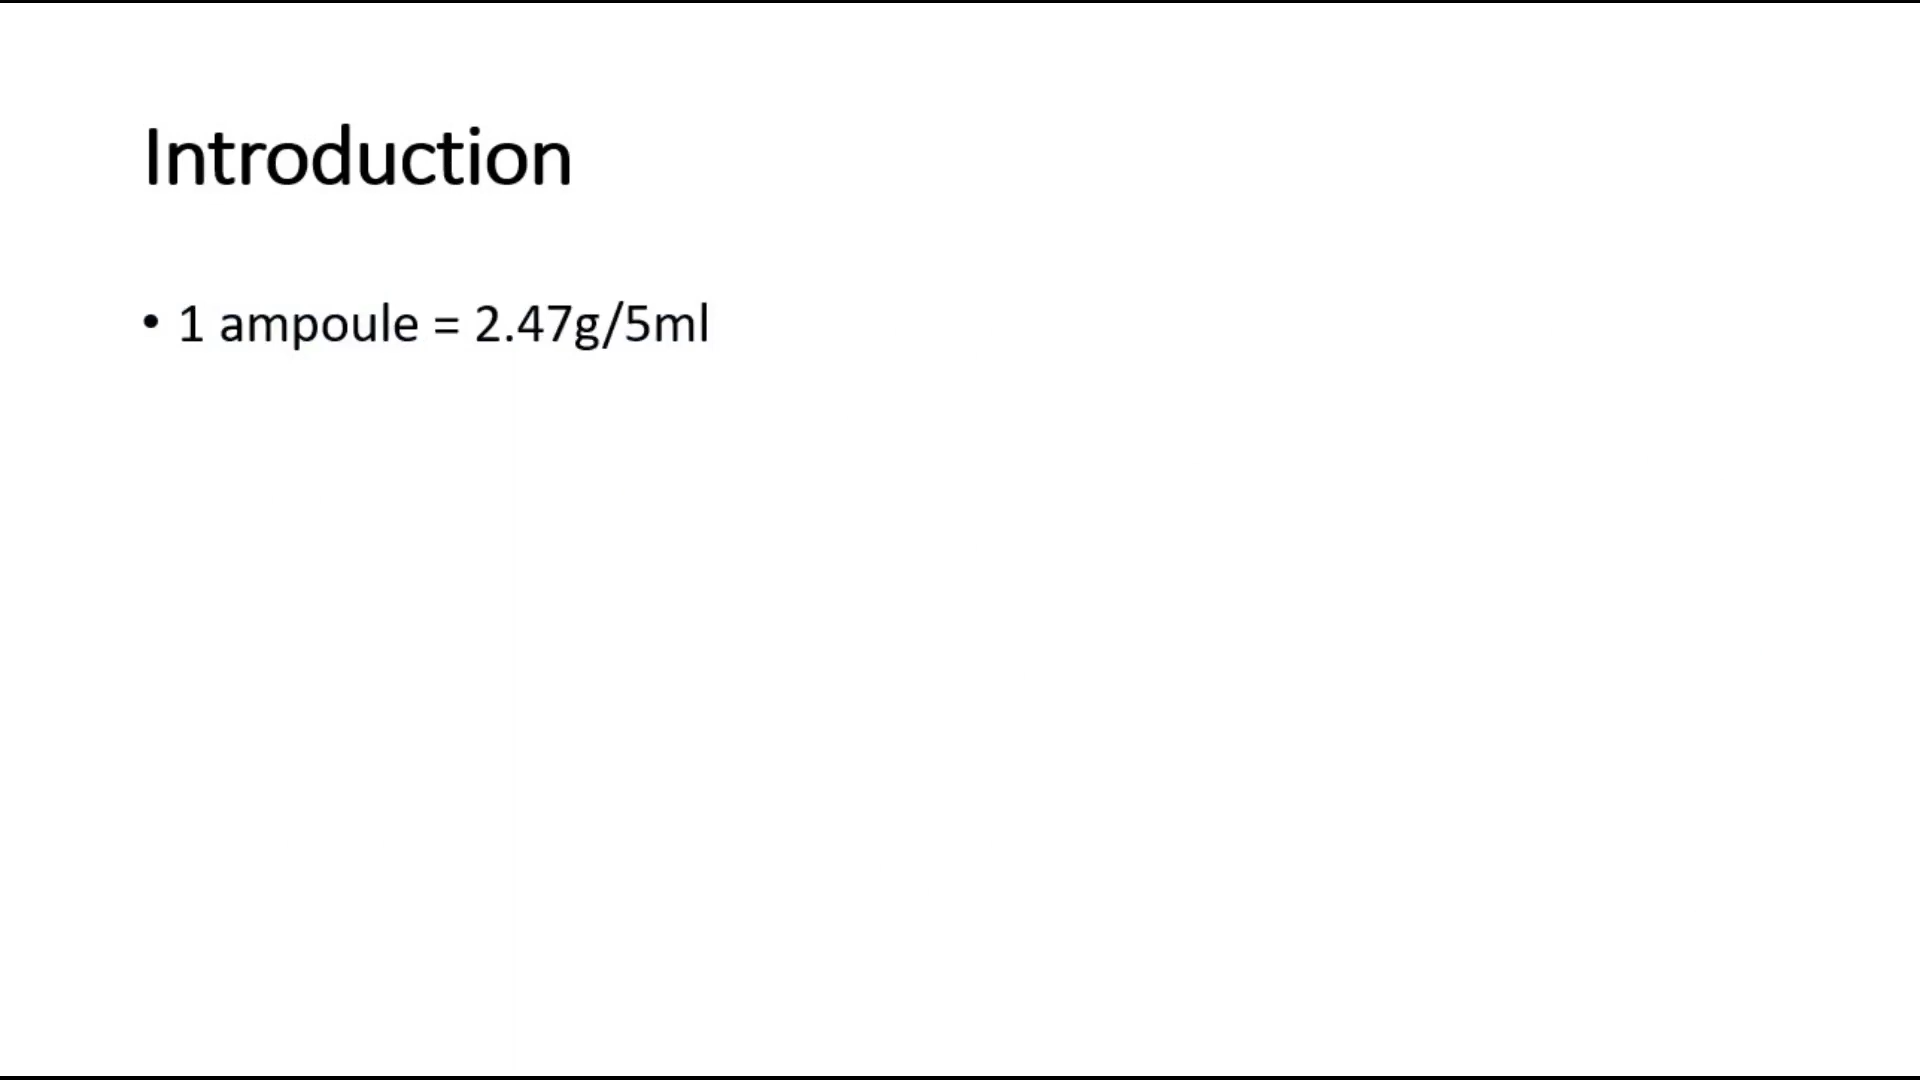 Introduction
• 1 ampoule = 2.47g/5ml